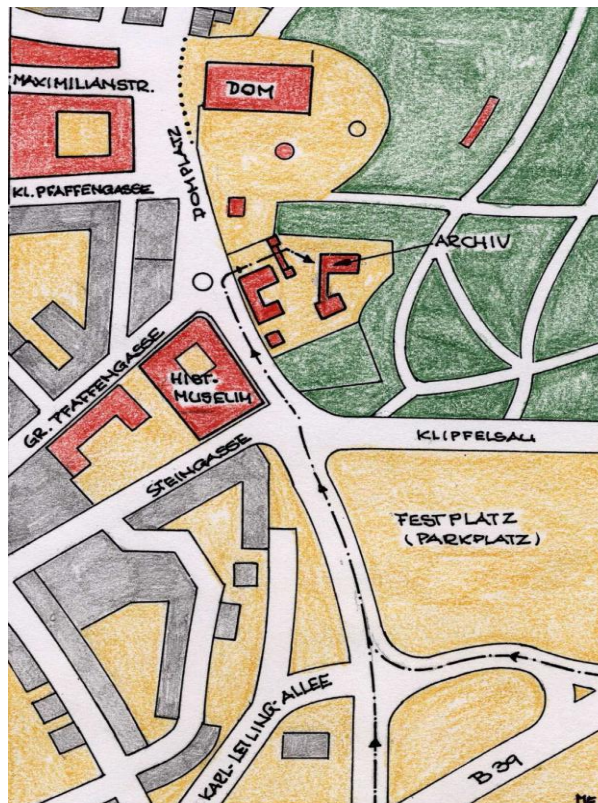 MAXIMILIANSTR.
DOM
DOMPLATZ
KL. PFAFFENGASSE
ARCHIV
HIST.
MUSEUM
GR. PFAFFENGASSE
STEINGASSE
KLIPFELSAU
FESTPLATZ
(PARKPLATZ)
KARL-LEILING-ALLEE
B 39